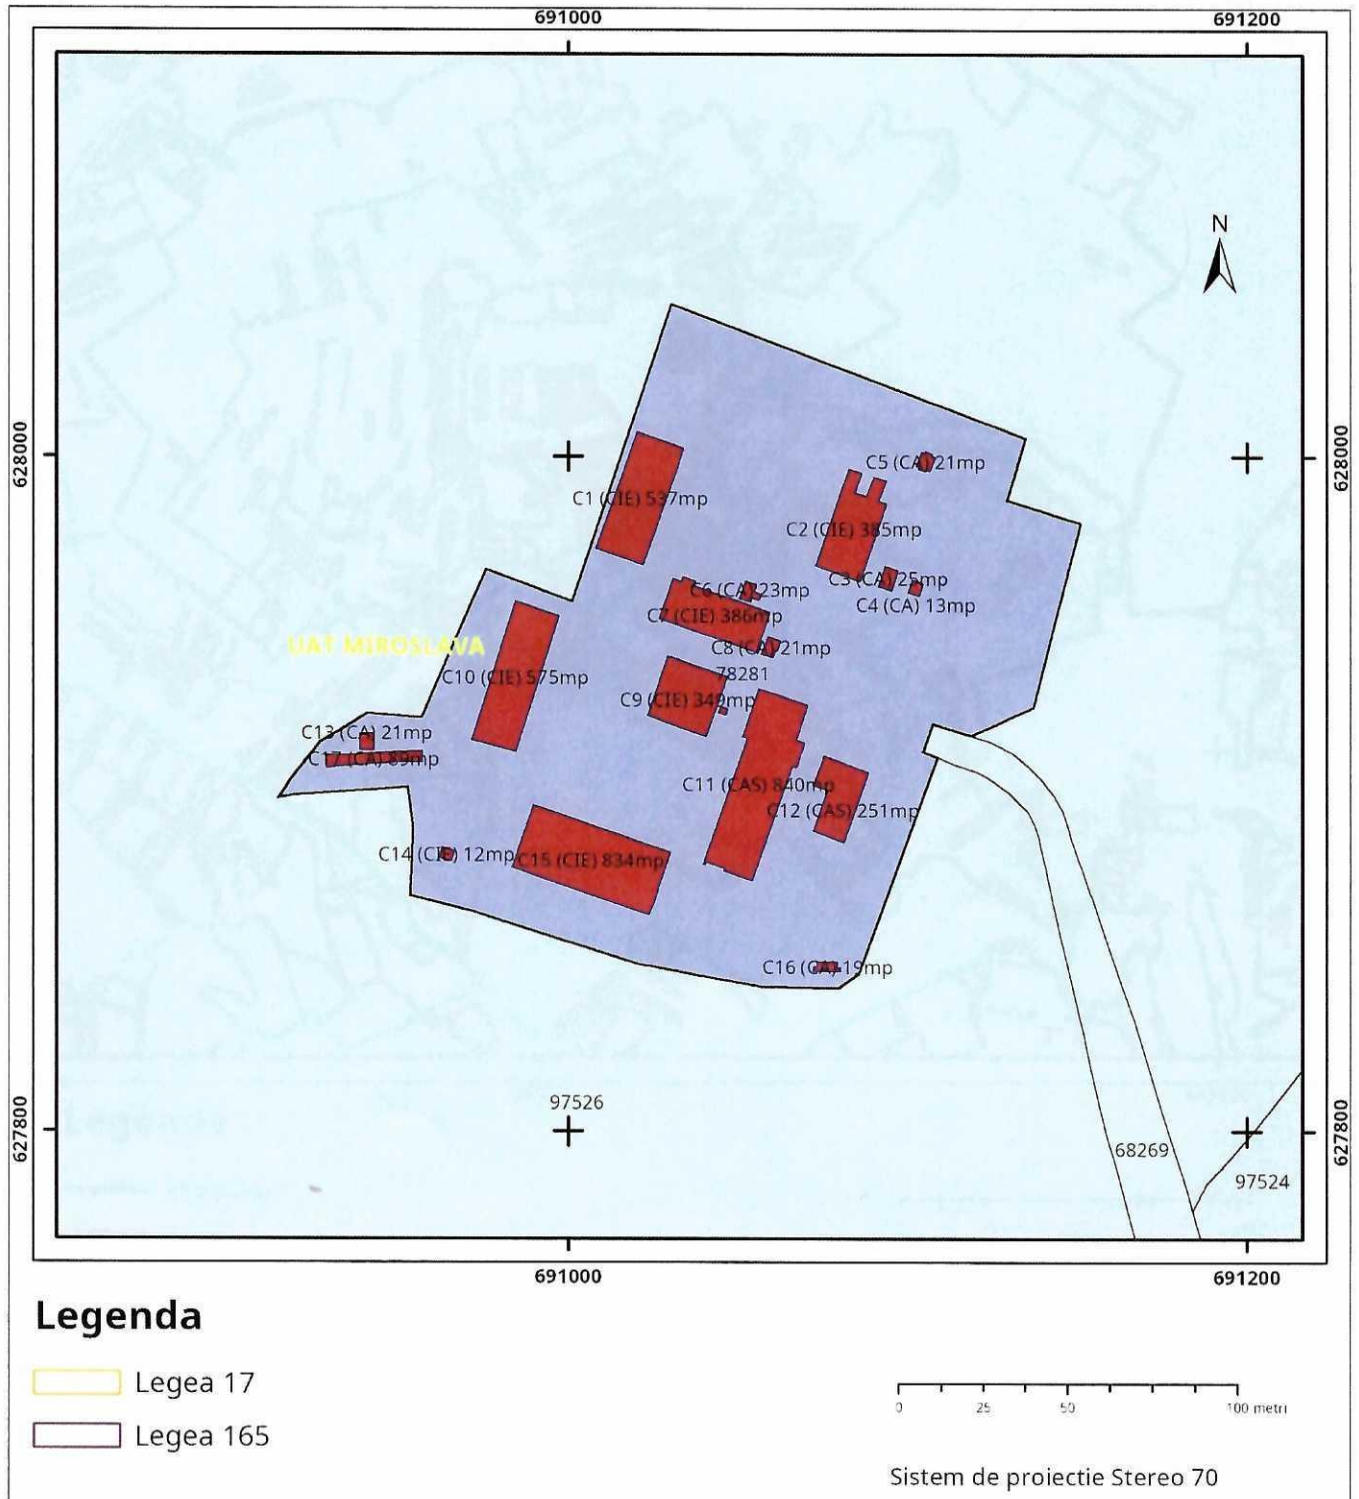 691000
691200
N
628000
628000
C5 (CA) 21mp
C1 (CIE) 537mp
C2 (CIE) 385mp
C3 (CA) 25mp
C6 (CA) 23mp
C4 (CA) 13mp
C7 (CIE) 386mp
UAT MIROSLAVA
C8 (CA) 21mp
78281
C10 (CIE) 575mp
C9 (CIE) 349mp
C13 (CA) 21mp
C17 (CA) 89mp
C11 (CAS) 840mp
C12 (CAS) 251mp
C14 (CIE) 12mp
C15 (CIE) 834mp
C16 (CA) 19mp
97526
627800
627800
68269
97524
691000
691200
Legenda
Legea 17
Legea 165
0 25 50 100 metri
Sistem de proiectie Stereo 70